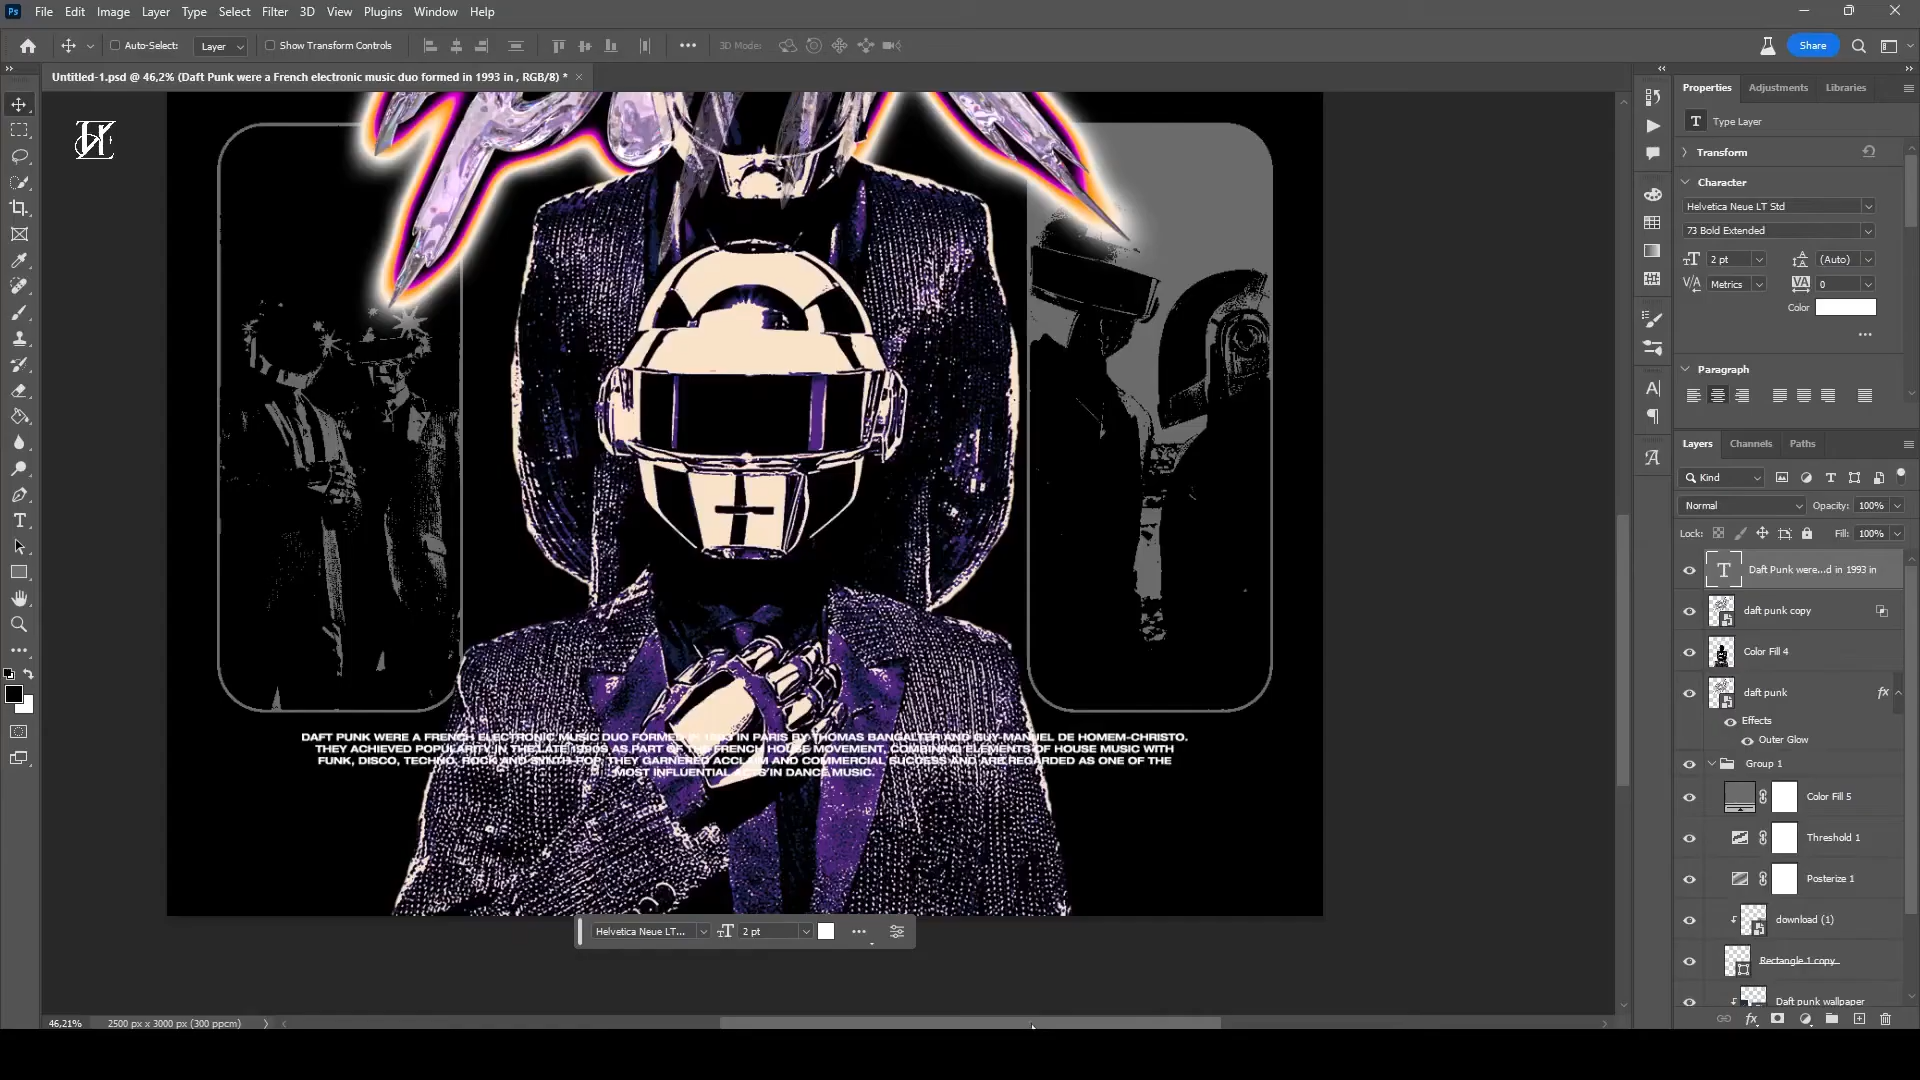 Ps File Edit Image Layer Type Select Filter 3D View Plugins Window Help
Auto-Select: Layer Show Transform Controls 3D Mode: Share
Untitled-1.psd @ 46,2% (Daft Punk were a French electronic music duo formed in 1993 in , RGB/8) *
Properties Adjustments Libraries
T Type Layer
Transform
Character
Helvetica Neue LT Std
73 Bold Extended
2 pt (Auto)
Metrics 0
Color
Paragraph
Layers Channels Paths
Kind
Normal Opacity: 100%
Lock: Fill: 100%
Daft Punk were...d in 1993 in
daft punk copy
Color Fill 4
daft punk fx
Effects
Outer Glow
Group 1
Color Fill 5
Threshold 1
Posterize 1
download (1)
Rectangle 1 copy
Daft punk wallpaper
DAFT PUNK WERE A FRENCH ELECTRONIC MUSIC DUO FORMED IN 1993 IN PARIS BY THOMAS BANGALTER AND GUY-MANUEL DE HOMEM-CHRISTO.
THEY ACHIEVED POPULARITY IN THE LATE 1990S AS PART OF THE FRENCH HOUSE MOVEMENT, COMBINING ELEMENTS OF HOUSE MUSIC WITH
FUNK, DISCO, TECHNO, ROCK AND SYNTH-POP. THEY GARNERED ACCLAIM AND COMMERCIAL SUCCESS AND ARE REGARDED AS ONE OF THE
MOST INFLUENTIAL ACTS IN DANCE MUSIC.
Helvetica Neue LT... 2 pt
46,21% 2500 px x 3000 px (300 ppcm)